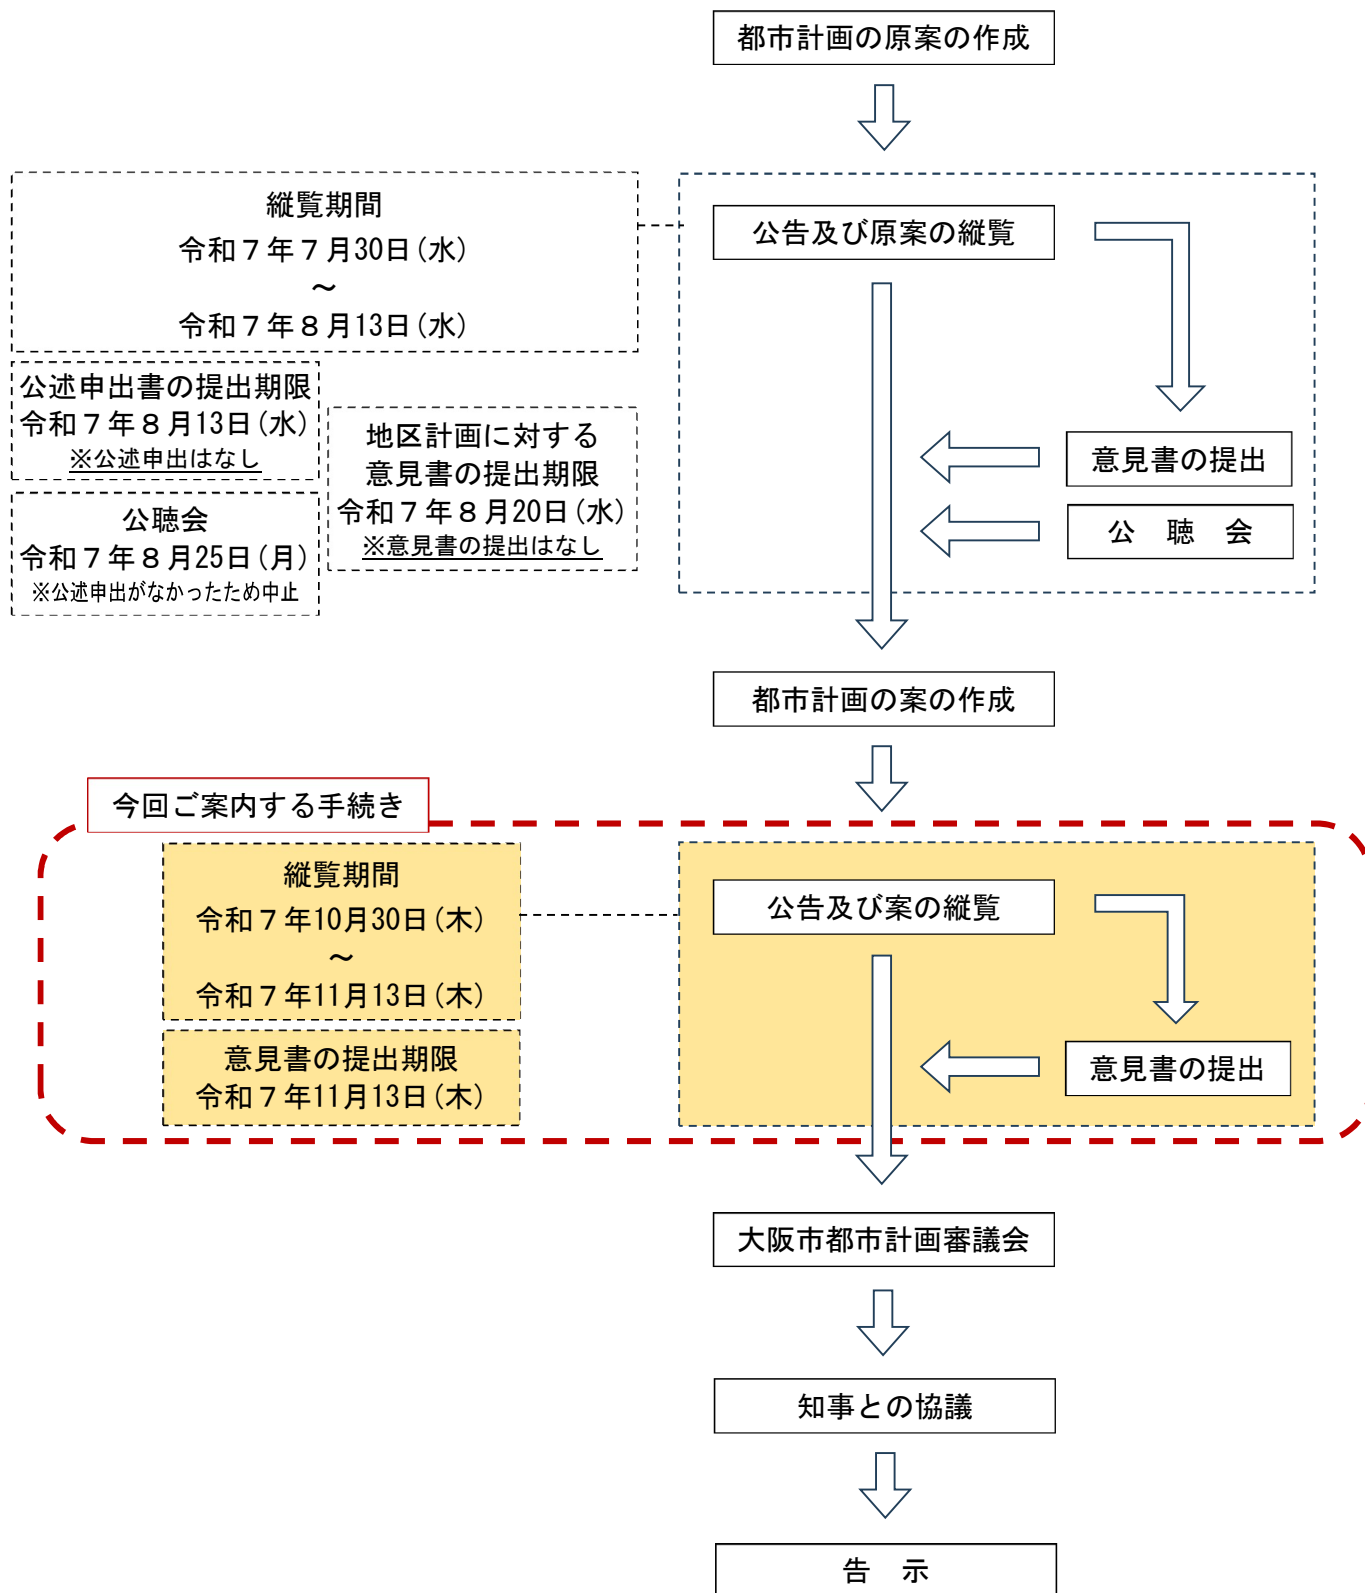 都市計画の原案の作成
縦覧期間
令和７年７月30日(水)
～
令和７年８月13日(水)
公告及び原案の縦覧
公述申出書の提出期限
令和７年８月13日(水)
※公述申出はなし
地区計画に対する
意見書の提出期限
令和７年８月20日(水)
※意見書の提出はなし
公聴会
令和７年８月25日(月)
※公述申出がなかったため中止
意見書の提出
公　聴　会
都市計画の案の作成
今回ご案内する手続き
縦覧期間
令和７年10月30日(木)
～
令和７年11月13日(木)
公告及び案の縦覧
意見書の提出期限
令和７年11月13日(木)
意見書の提出
大阪市都市計画審議会
知事との協議
告　示